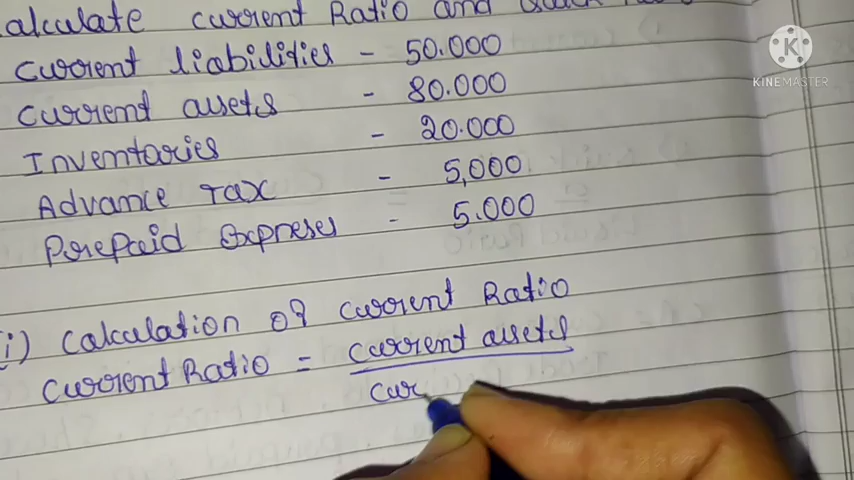 alculate current Ratio and
current liabilities - 50.000
current assets - 80.000
Inventories - 20.000
Advance Tax - 5,000
Prepaid Expreses - 5.000
(i) Calculation of current Ratio
current Ratio = current assets
cur
KINEMASTER